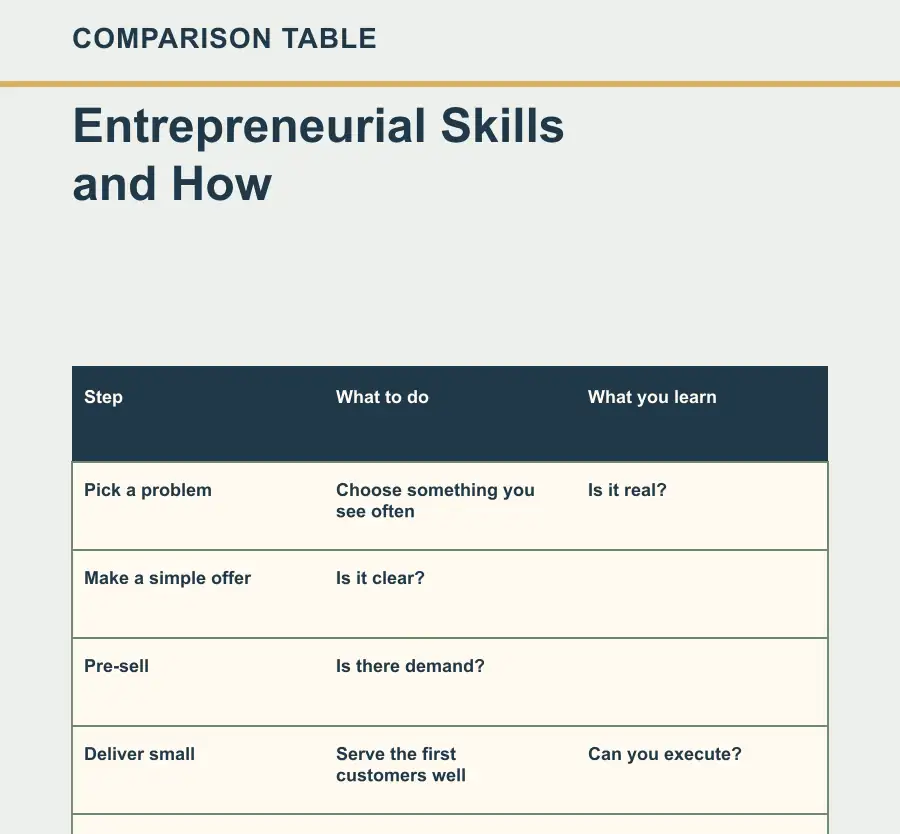 COMPARISON TABLE
Entrepreneurial Skills
and How
Step What to do What you learn
Pick a problem Choose something you Is it real?
see often
Make a simple offer Is it clear?
Pre-sell Is there demand?
Deliver small Serve the first Can you execute?
customers well